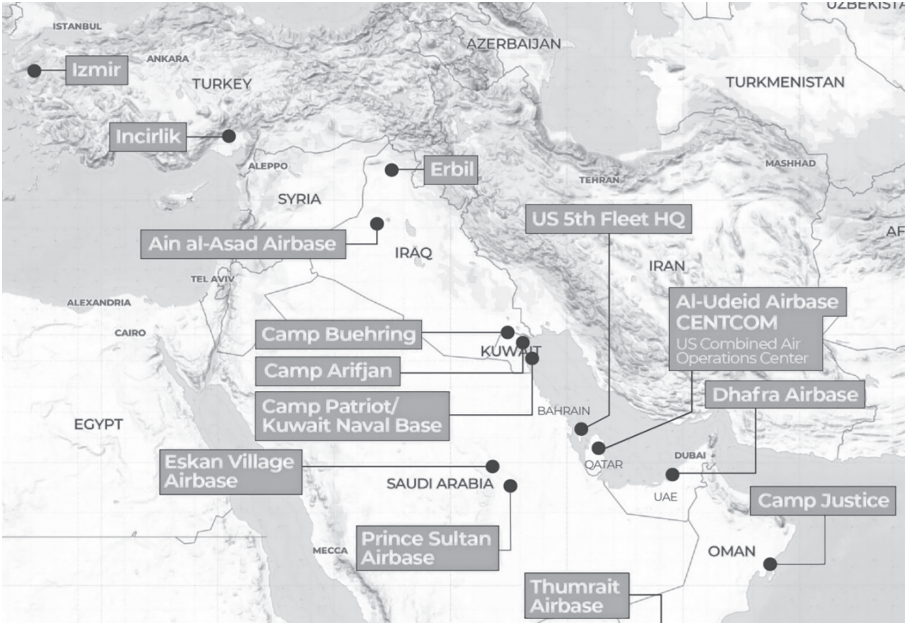 UZBEKISTA
ISTANBUL
AZERBAIJAN
ANKARA
Izmir
TURKEY
TURKMENISTAN
Incirlik
ALEPPO
Erbil
MASHHAD
TEHRAN
SYRIA
US 5th Fleet HQ
Ain al-Asad Airbase
IRAQ
AF
IRAN
TEL AVIV
ALEXANDRIA
Al-Udeid Airbase
CENTCOM
US Combined Air
Operations Center
CAIRO
Camp Buehring
KUWAIT
Camp Arifjan
Dhafra Airbase
Camp Patriot/
Kuwait Naval Base
BAHRAIN
EGYPT
Eskan Village
Airbase
QATAR
DUBAI
SAUDI ARABIA
UAE
Camp Justice
Prince Sultan
Airbase
MECCA
OMAN
Thumrait
Airbase